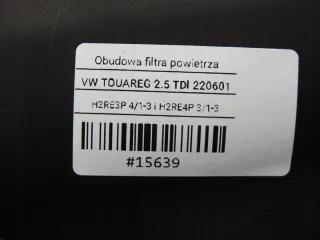 Obudowa filtra powietrza
VW TOUAREG 2.5 TDI 220601
H2RE3P 4/1-3 i H2RE4P 3/1-3
#15639